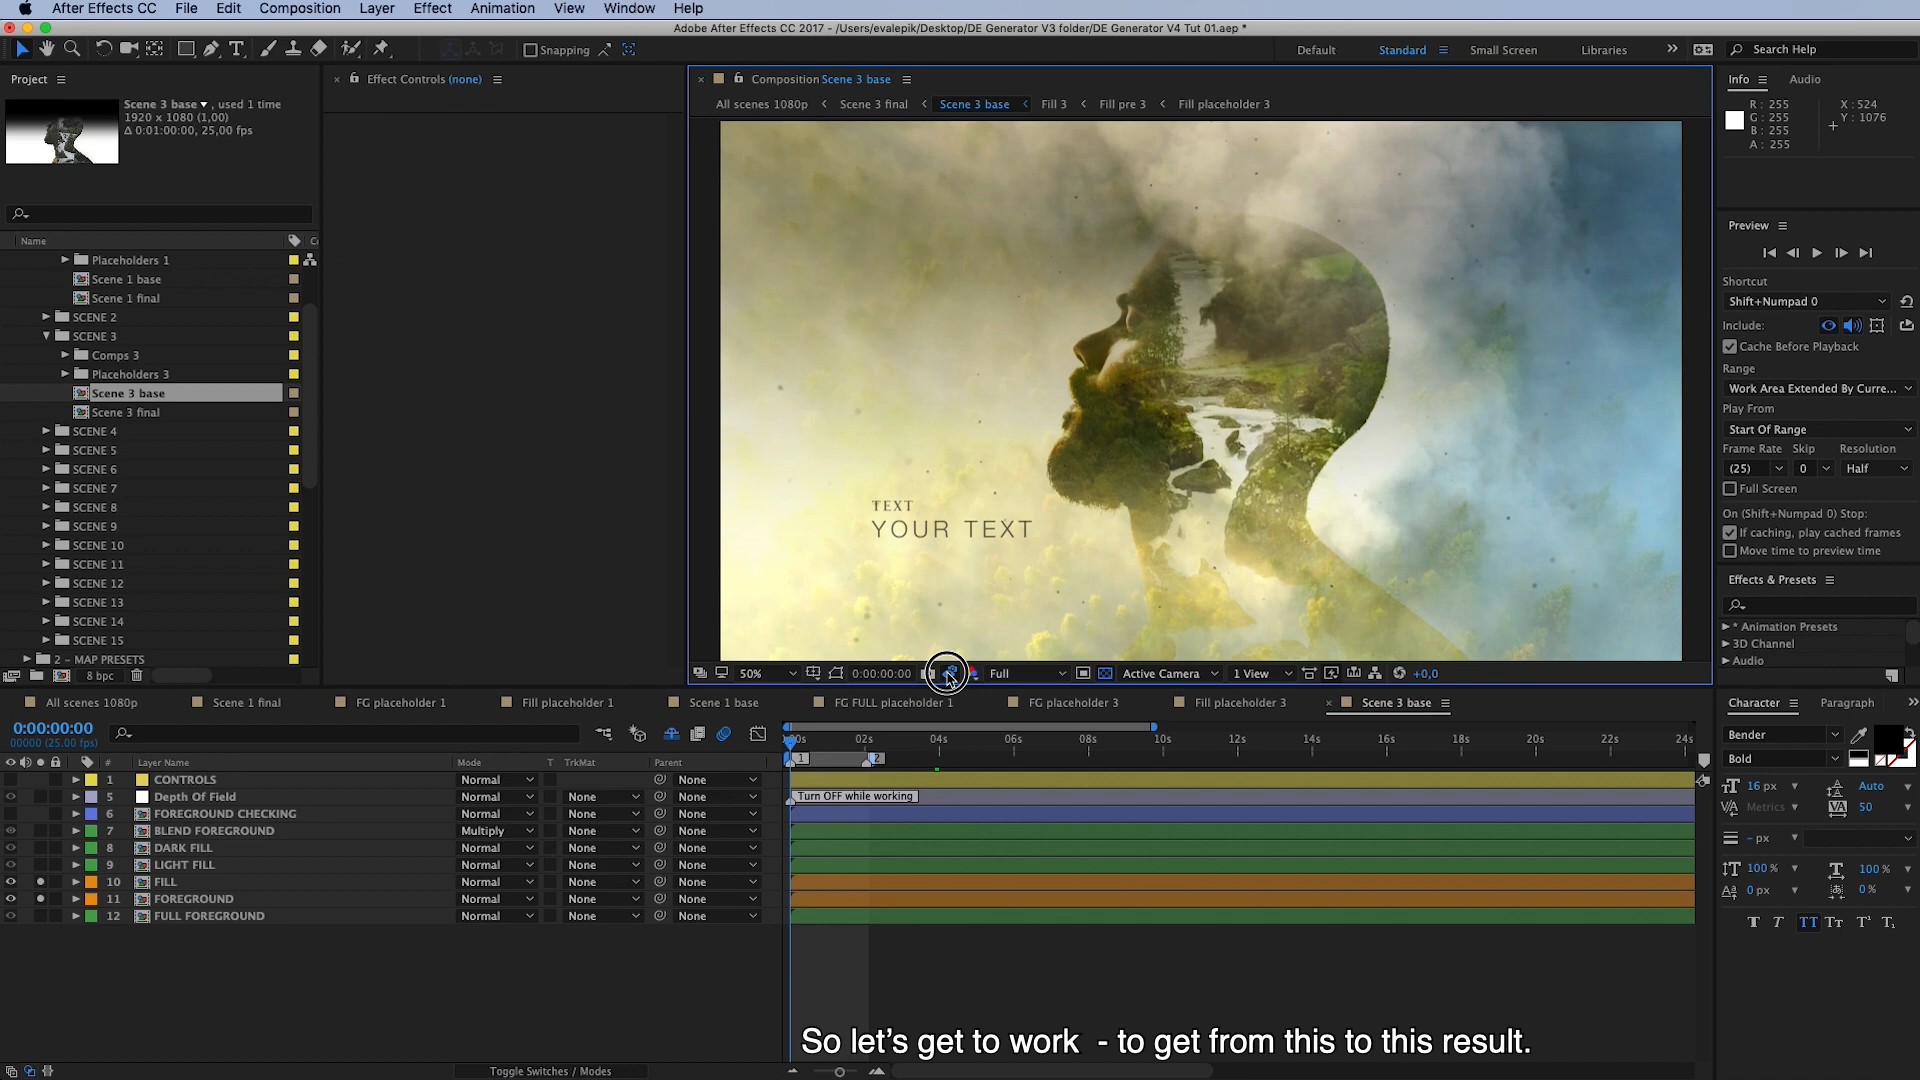 After Effects CC File Edit Composition Layer Effect Animation View Window Help
Adobe After Effects CC 2017 - /Users/evalepik/Desktop/DE Generator V3 folder/DE Generator V4 Tut 01.aep *
Snapping Default Standard Small Screen Libraries Search Help
Project
Scene 3 base , used 1 time
1920 x 1080 (1,00)
Δ 0:01:00:00, 25,00 fps
Name
Placeholders 1
Scene 1 base
Scene 1 final
SCENE 2
SCENE 3
Comps 3
Placeholders 3
Scene 3 base
Scene 3 final
SCENE 4
SCENE 5
SCENE 6
SCENE 7
SCENE 8
SCENE 9
SCENE 10
SCENE 11
SCENE 12
SCENE 13
SCENE 14
SCENE 15
2 - MAP PRESETS
8 bpc
Effect Controls (none)
Composition Scene 3 base
All scenes 1080p Scene 3 final Scene 3 base Fill 3 Fill pre 3 Fill placeholder 3
TEXT
YOUR TEXT
50% 0:00:00:00 Full Active Camera 1 View +0,0
Info Audio
R : 255 X : 524
G : 255 Y : 1076
B : 255
A : 255
Preview
Shortcut
Shift+Numpad 0
Include:
Cache Before Playback
Range
Work Area Extended By Curre...
Play From
Start Of Range
Frame Rate Skip Resolution
(25) 0 Half
Full Screen
On (Shift+Numpad 0) Stop:
If caching, play cached frames
Move time to preview time
Effects & Presets
* Animation Presets
3D Channel
Audio
All scenes 1080p Scene 1 final FG placeholder 1 Fill placeholder 1 Scene 1 base FG FULL placeholder 1 FG placeholder 3 Fill placeholder 3 Scene 3 base
0:00:00:00
00000 (25.00 fps)
02s 04s 06s 08s 10s 12s 14s 16s 18s 20s 22s 24s
1 2
# Layer Name Mode T TrkMat Parent
1 CONTROLS Normal None
5 Depth Of Field Normal None None
Turn OFF while working
6 FOREGROUND CHECKING Normal None None
7 BLEND FOREGROUND Multiply None None
8 DARK FILL Normal None None
9 LIGHT FILL Normal None None
10 FILL Normal None None
11 FOREGROUND Normal None None
12 FULL FOREGROUND Normal None None
Toggle Switches / Modes
Character Paragraph
Bender
Bold
16 px Auto
Metrics 50
- px
100 % 100 %
0 px 0 %
So let's get to work - to get from this to this result.